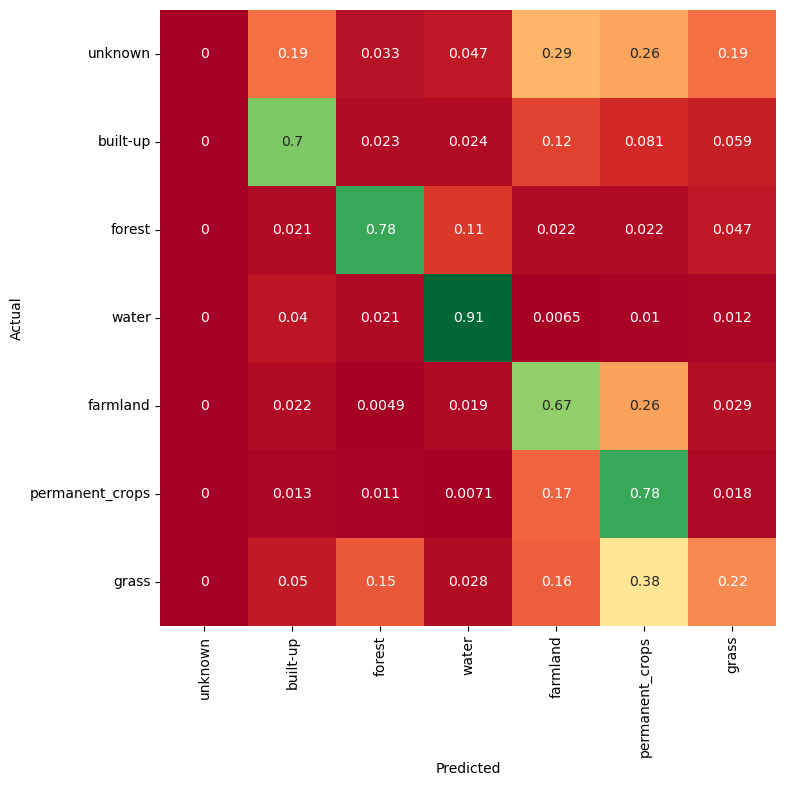 unknown 0 0.19 0.033 0.047 0.29 0.26 0.19
built-up 0 0.7 0.023 0.024 0.12 0.081 0.059
forest 0 0.021 0.78 0.11 0.022 0.022 0.047
Actual
water 0 0.04 0.021 0.91 0.0065 0.01 0.012
farmland 0 0.022 0.0049 0.019 0.67 0.26 0.029
permanent_crops 0 0.013 0.011 0.0071 0.17 0.78 0.018
grass 0 0.05 0.15 0.028 0.16 0.38 0.22
unknown built-up forest water farmland permanent_crops grass
Predicted